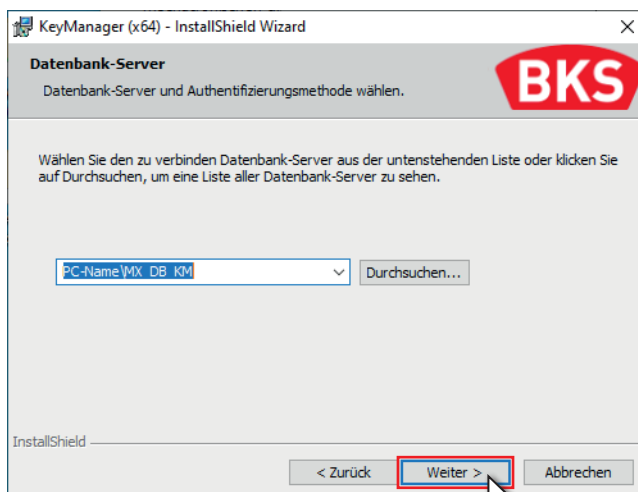 KeyManager (x64) - InstallShield Wizard
Datenbank-Server
Datenbank-Server und Authentifizierungsmethode wählen.
BKS
Wählen Sie den zu verbinden Datenbank-Server aus der untenstehenden Liste oder klicken Sie
auf Durchsuchen, um eine Liste aller Datenbank-Server zu sehen.
PC-Name\MX_DB_KM
Durchsuchen...
InstallShield
< Zurück
Weiter >
Abbrechen